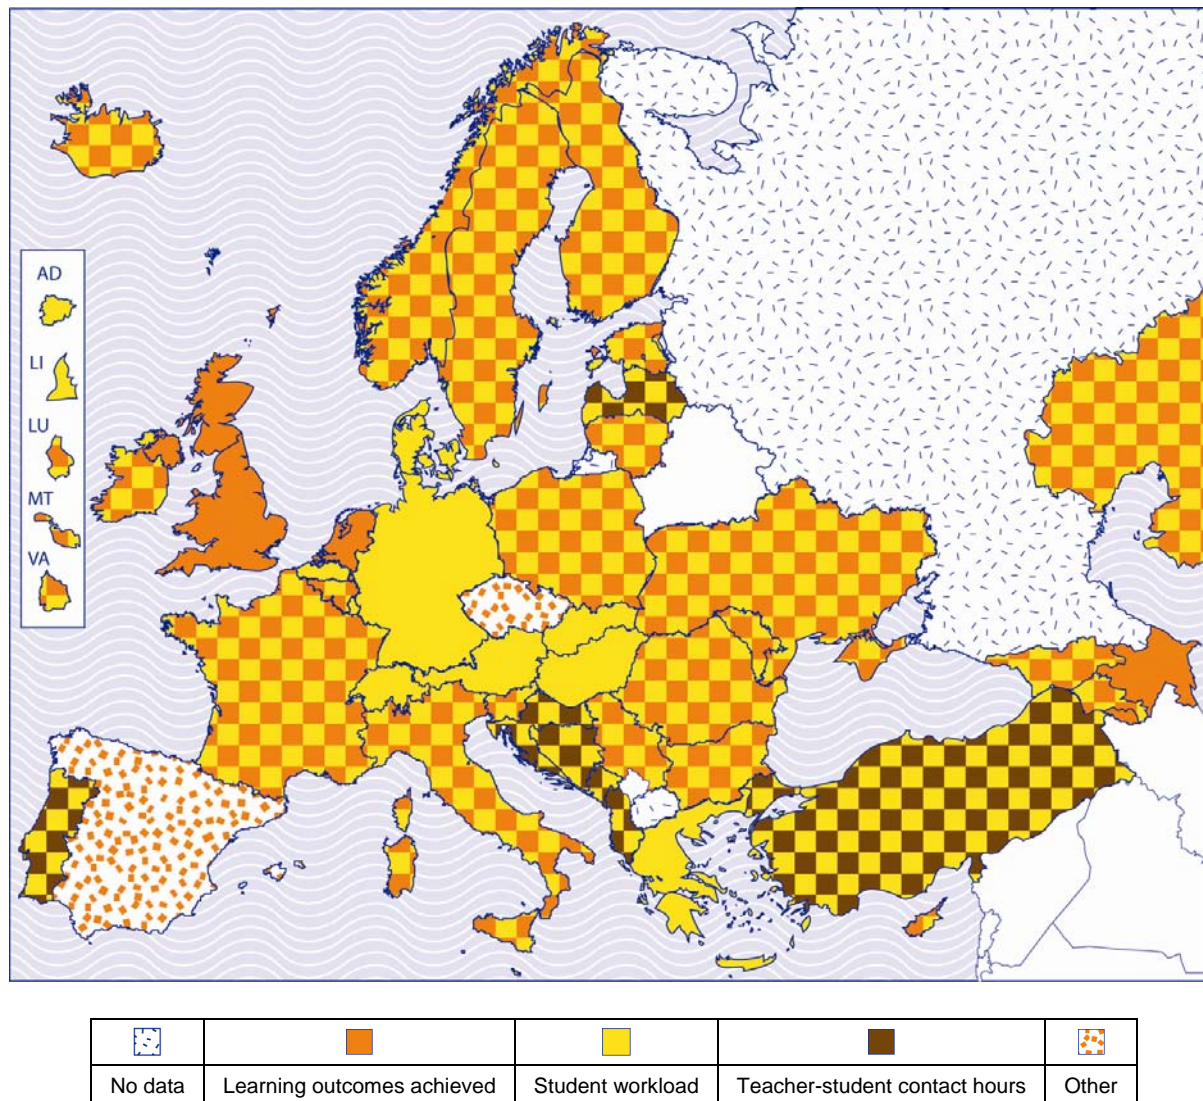 AD
LI
LU
MT
VA
No data Learning outcomes achieved Student workload Teacher-student contact hours Other